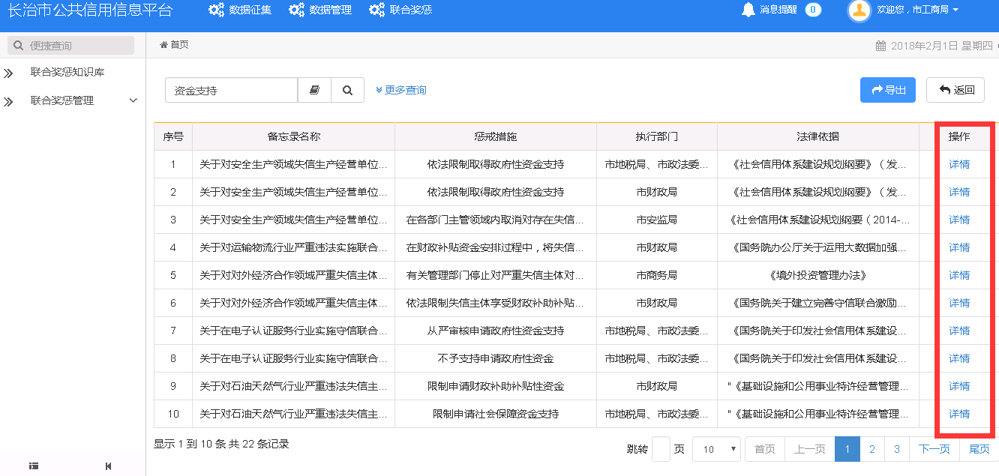 长治市公共信用信息平台 数据征集 数据管理 联合奖惩 消息提醒 0 欢迎您，市工商局
便捷查询 首页 2018年2月1日 星期四
联合奖惩知识库
联合奖惩管理
资金支持 更多查询 导出 返回
序号 备忘录名称 惩戒措施 执行部门 法律依据 操作
1 关于对安全生产领域失信生产经营单位... 依法限制取得政府性资金支持 市地税局、市政法委... 《社会信用体系建设规划纲要》（发... 详情
2 关于对安全生产领域失信生产经营单位... 依法限制取得政府性资金支持 市财政局 《社会信用体系建设规划纲要》（发... 详情
3 关于对安全生产领域失信生产经营单位... 在各部门主管领域内取消对存在失信... 市安监局 《社会信用体系建设规划纲要（2014-... 详情
4 关于对运输物流行业严重违法实施联合... 在财政补贴资金安排过程中，将失信... 市财政局 《国务院办公厅关于运用大数据加强... 详情
5 关于对对外经济合作领域严重失信主体... 有关管理部门停止对严重失信主体对... 市商务局 《境外投资管理办法》 详情
6 关于对对外经济合作领域严重失信主体... 依法限制失信主体享受财政补助补贴... 市财政局 《国务院关于建立完善守信联合激励... 详情
7 关于在电子认证服务行业实施守信联合... 从严审核申请政府性资金支持 市地税局、市政法委... 《国务院关于印发社会信用体系建设... 详情
8 关于在电子认证服务行业实施守信联合... 不予支持申请政府性资金 市地税局、市政法委... 《国务院关于印发社会信用体系建设... 详情
9 关于对石油天然气行业严重违法失信主... 限制申请财政补助补贴性资金 市财政局 "《基础设施和公用事业特许经营管理... 详情
10 关于对石油天然气行业严重违法失信主... 限制申请社会保障资金支持 市地税局、市政法委... "《基础设施和公用事业特许经营管理... 详情
显示 1 到 10 条 共 22 条记录 跳转 页 10 首页 上一页 1 2 3 下一页 尾页